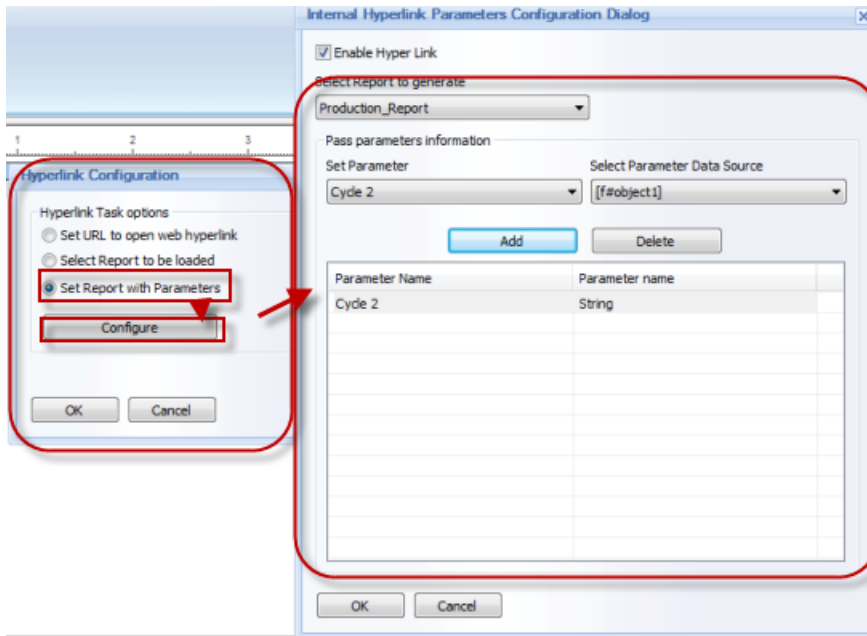 Internal Hyperlink Parameters Configuration Dialog
Enable Hyper Link
Select Report to generate
Production_Report
Pass parameters information
Set Parameter
Select Parameter Data Source
Cycle 2
[f#object1]
Add
Delete
Parameter Name
Parameter name
Cycle 2
String
OK
Cancel
1
2
3
Hyperlink Configuration
Hyperlink Task options
Set URL to open web hyperlink
Select Report to be loaded
Set Report with Parameters
Configure
OK
Cancel